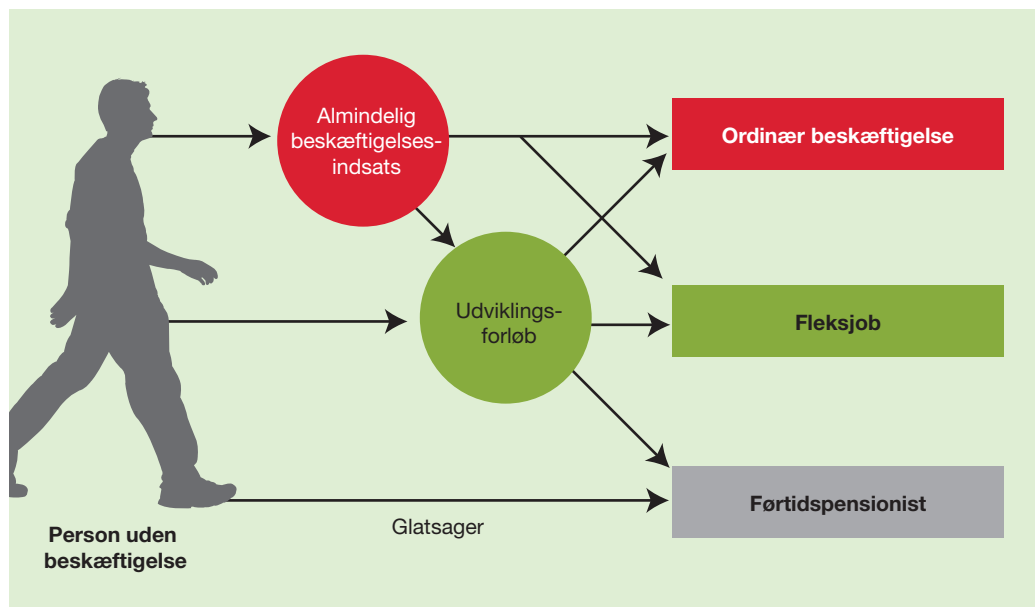 Almindelig
beskæftigelses-
indsats
Ordinær beskæftigelse
Udviklings-
forløb
Fleksjob
Førtidspensionist
Glatsager
Person uden
beskæftigelse